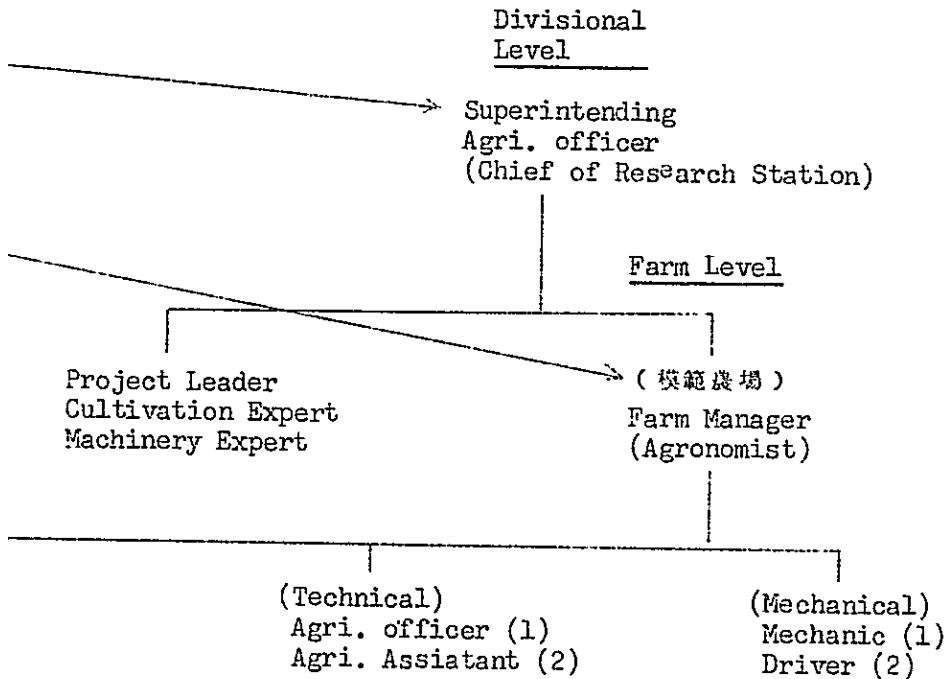 Divisional
Level
Superintending
Agri. officer
(Chief of Research Station)
Farm Level
Project Leader
Cultivation Expert
Machinery Expert
(模範農場)
Farm Manager
(Agronomist)
(Technical)
Agri. officer (1)
Agri. Assiatant (2)
(Mechanical)
Mechanic (1)
Driver (2)